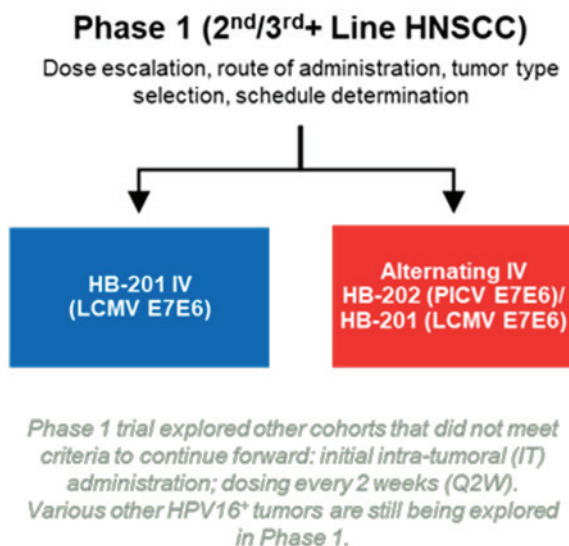 Phase 1 (2nd/3rd+ Line HNSCC)
Dose escalation, route of administration, tumor type
selection, schedule determination
HB-201 IV
(LCMV E7E6)
Alternating IV
HB-202 (PICV E7E6)/
HB-201 (LCMV E7E6)
Phase 1 trial explored other cohorts that did not meet
criteria to continue forward: initial intra-tumoral (IT)
administration; dosing every 2 weeks (Q2W).
Various other HPV16+ tumors are still being explored
in Phase 1.